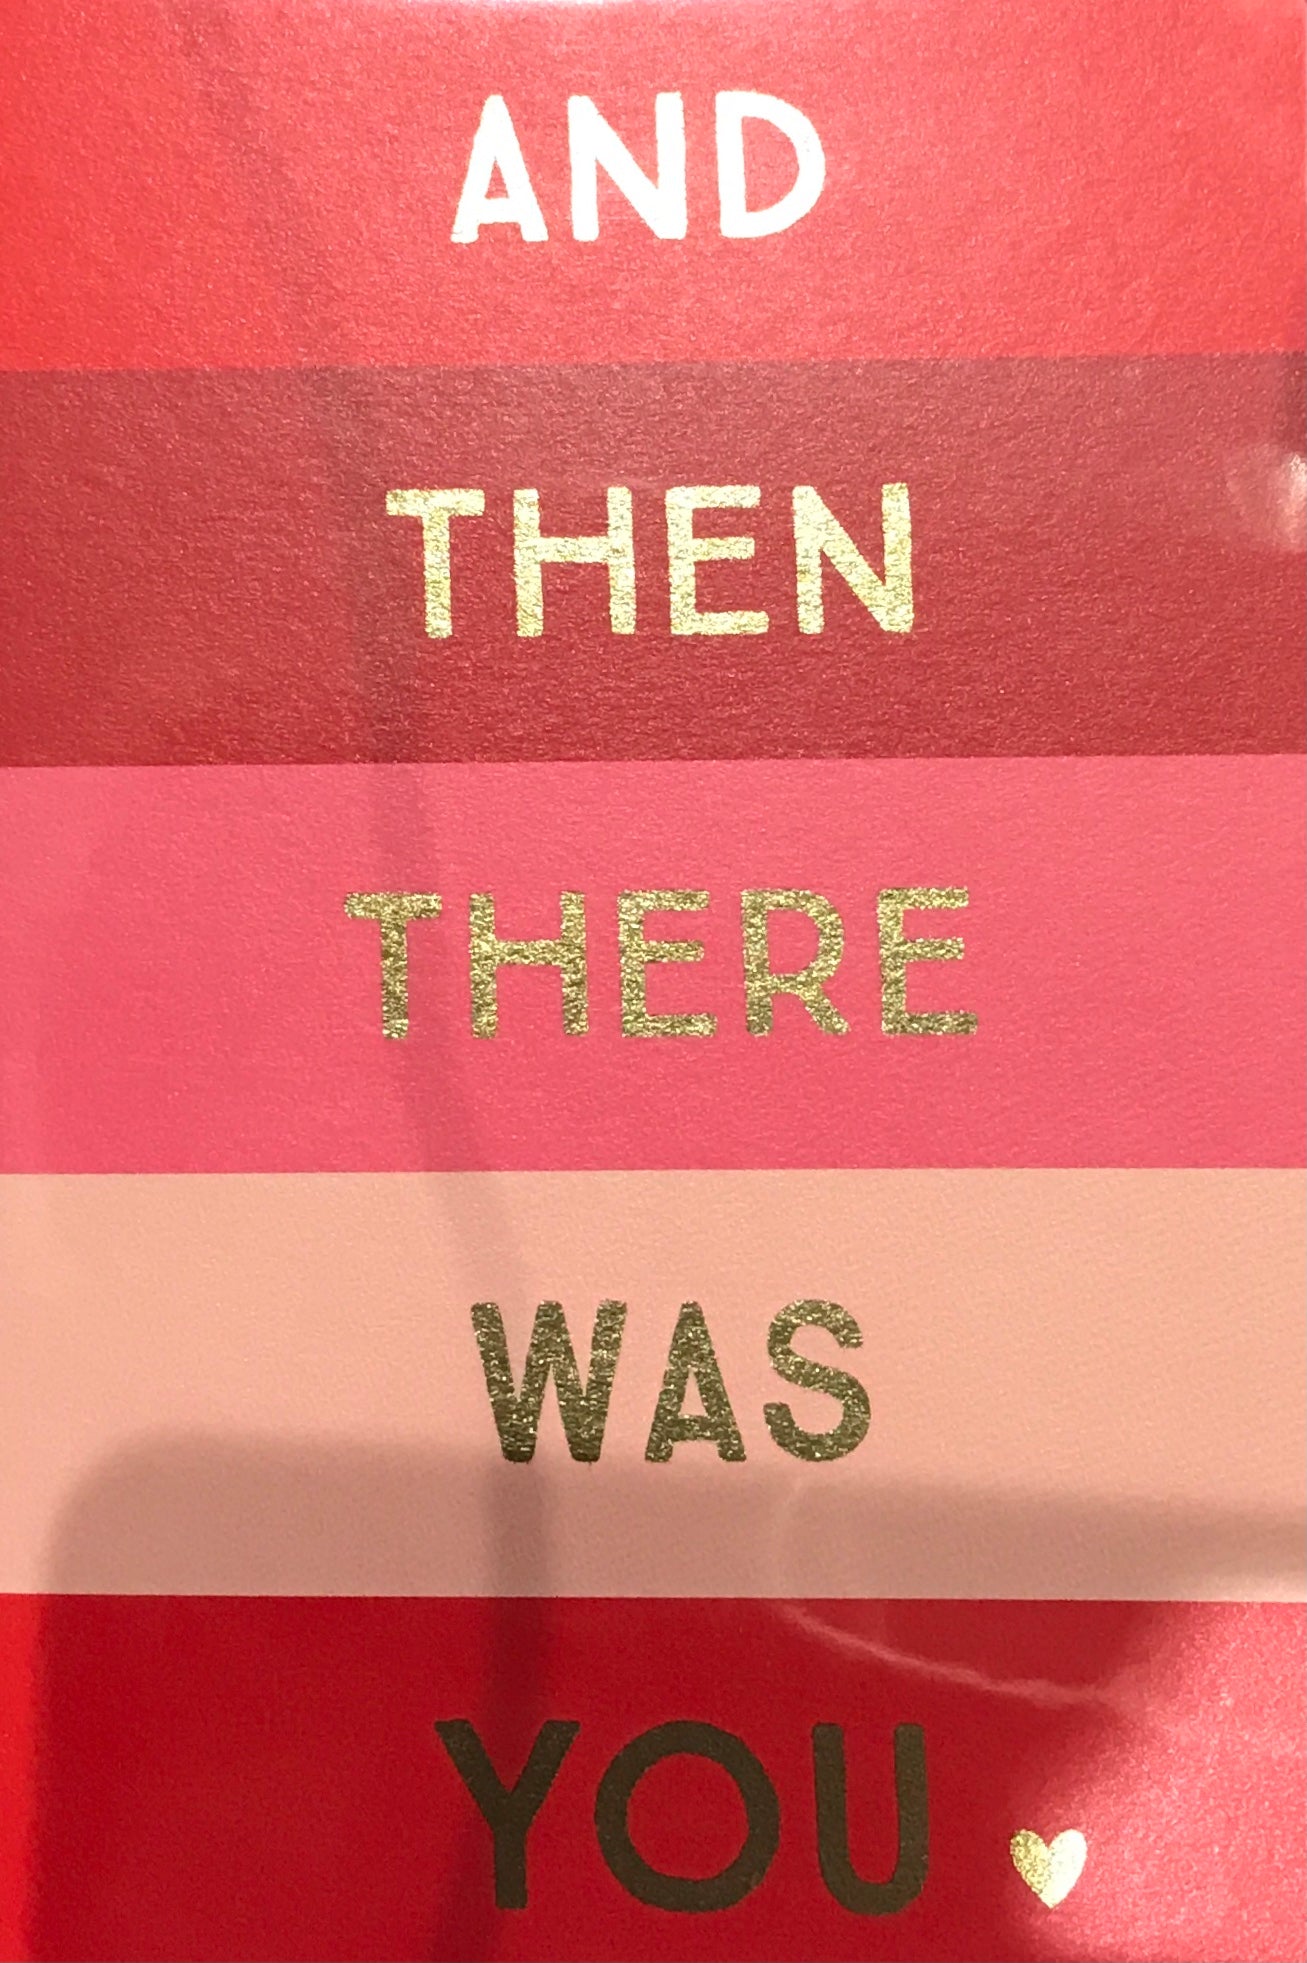 AND
THEN
THERE
WAS
YOU